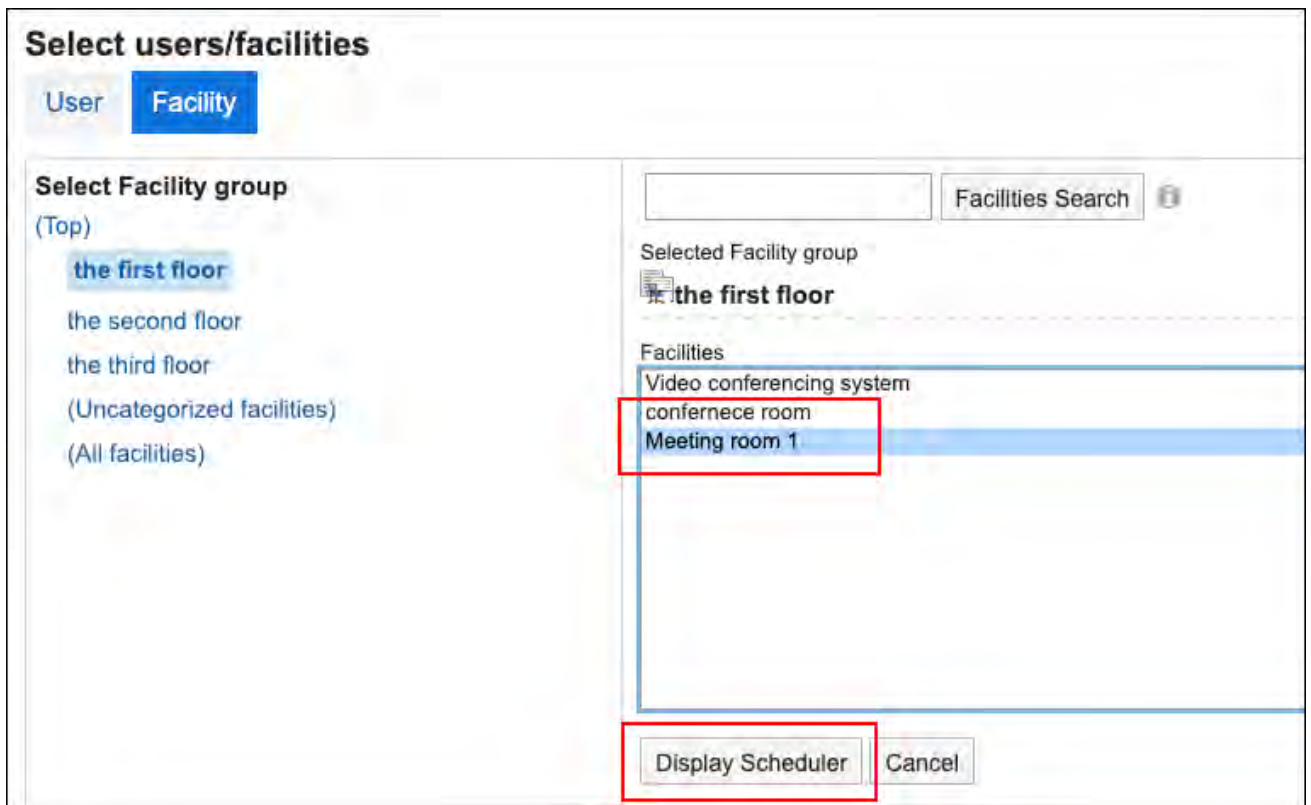 Select users/facilities
User Facility
Select Facility group
(Top)
the first floor
the second floor
the third floor
(Uncategorized facilities)
(All facilities)
Facilities Search
Selected Facility group
the first floor
Facilities
Video conferencing system
confernece room
Meeting room 1
Display Scheduler Cancel